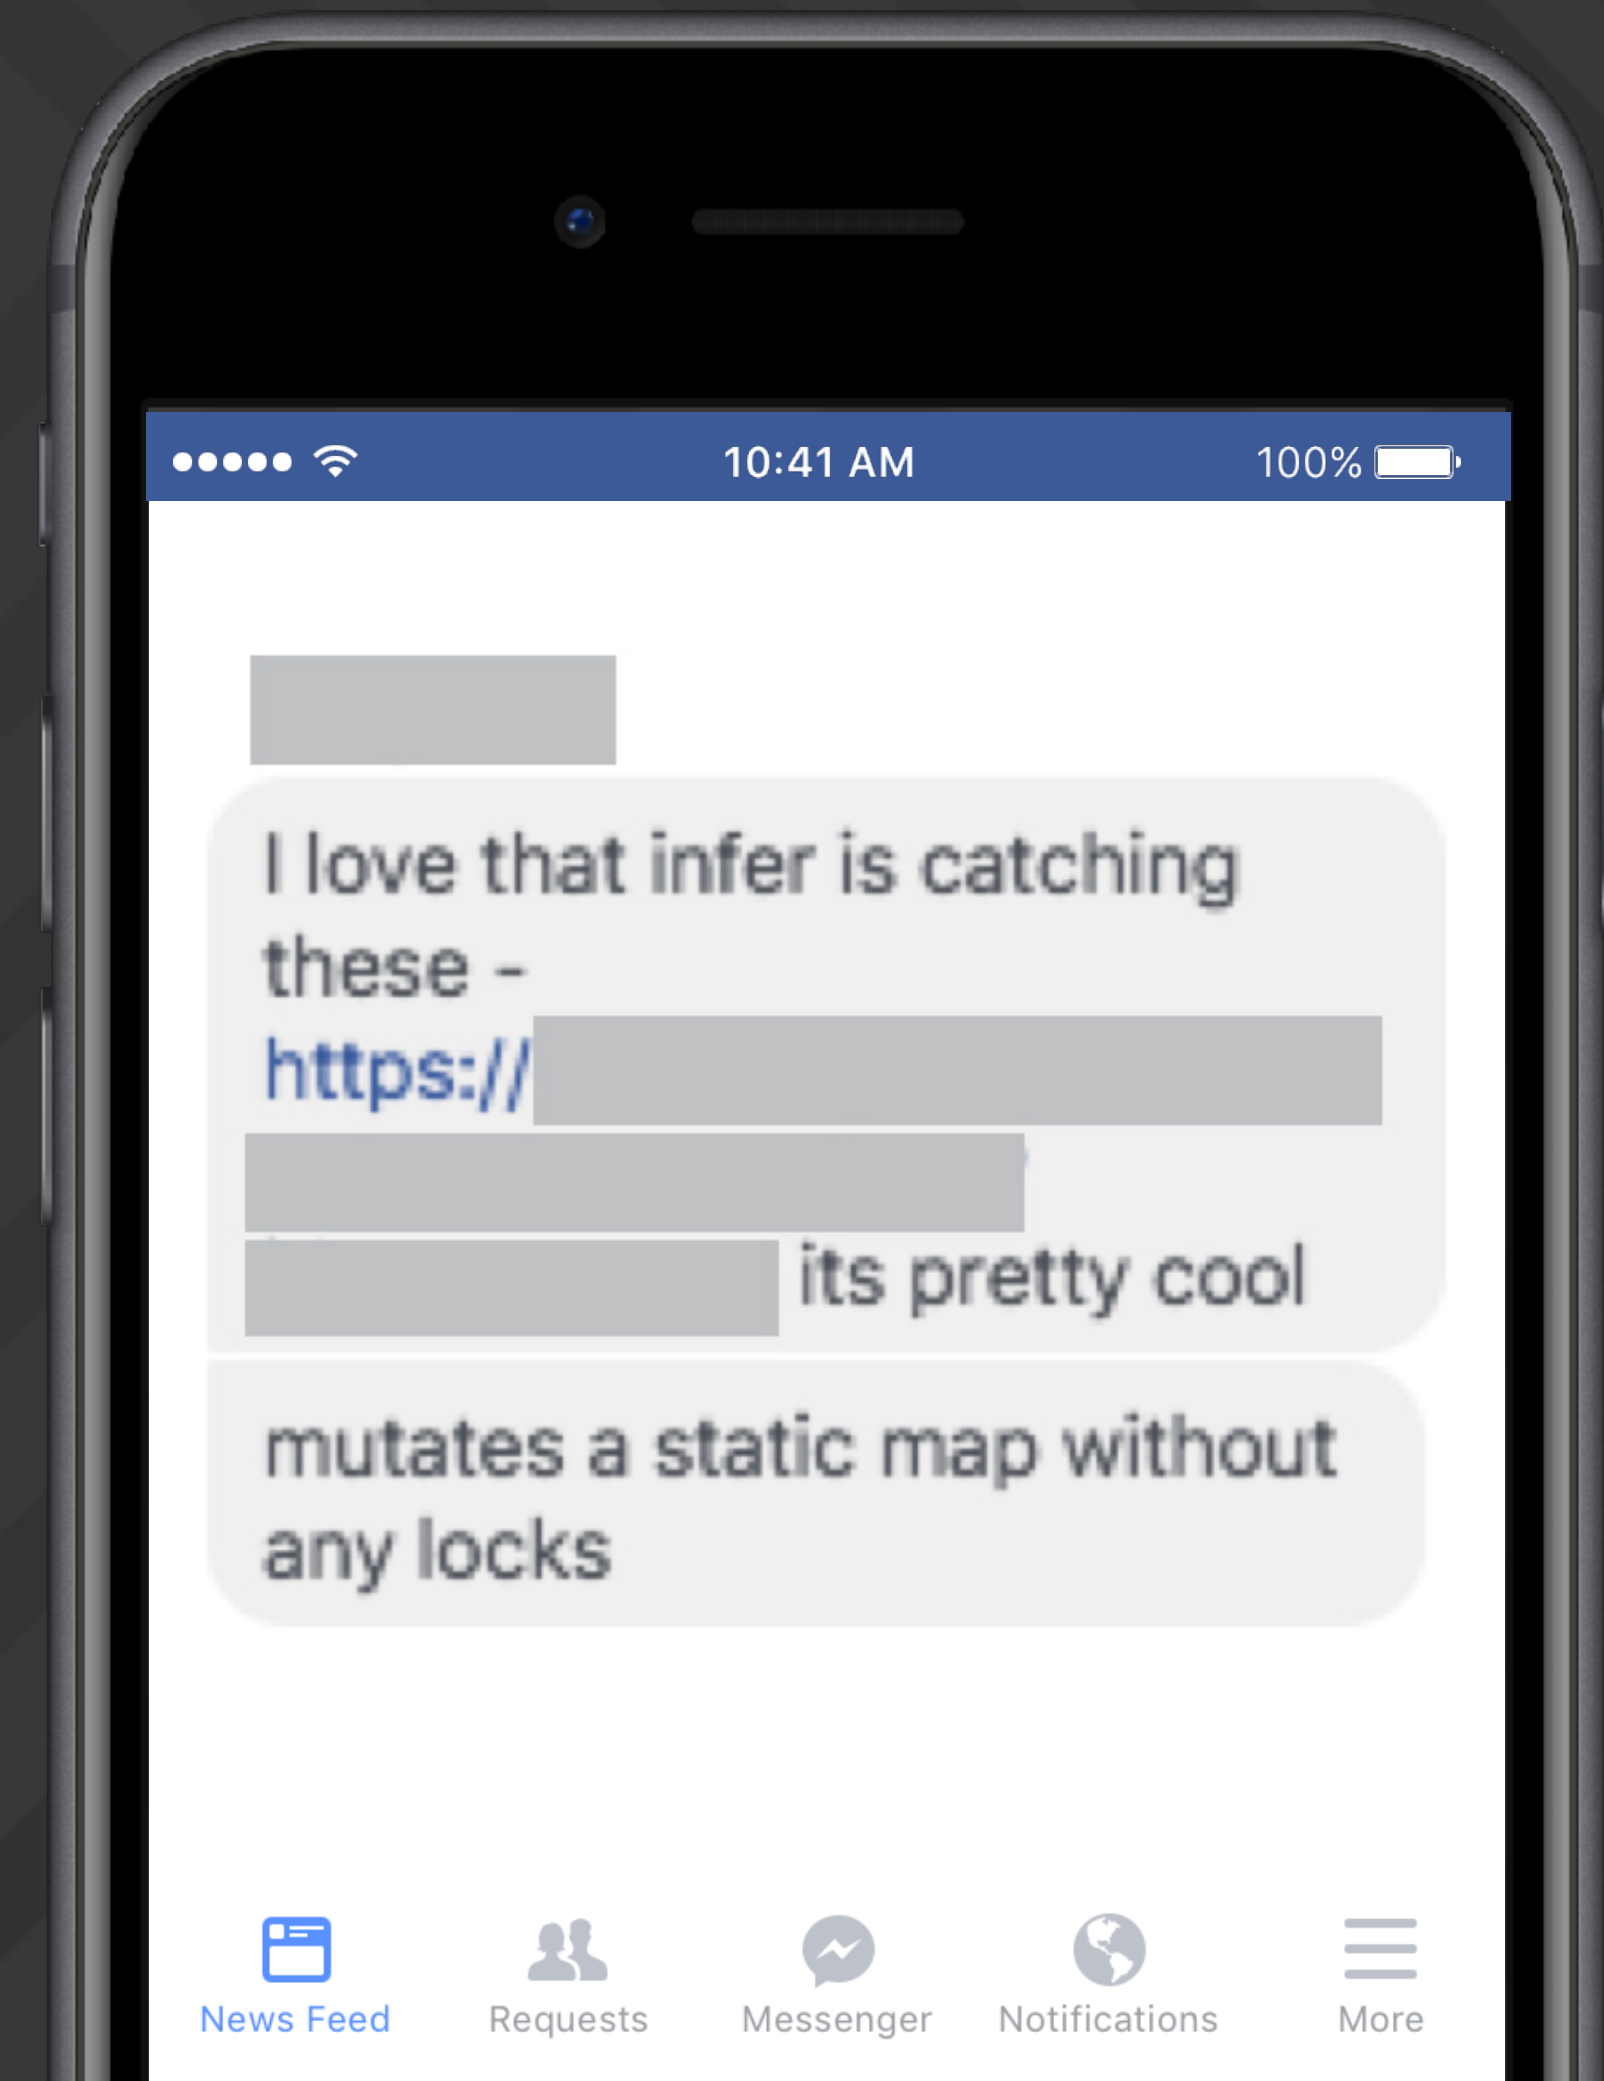 10:41 AM 100%
I love that infer is catching
these -
https://
its pretty cool
mutates a static map without
any locks
News Feed Requests Messenger Notifications More